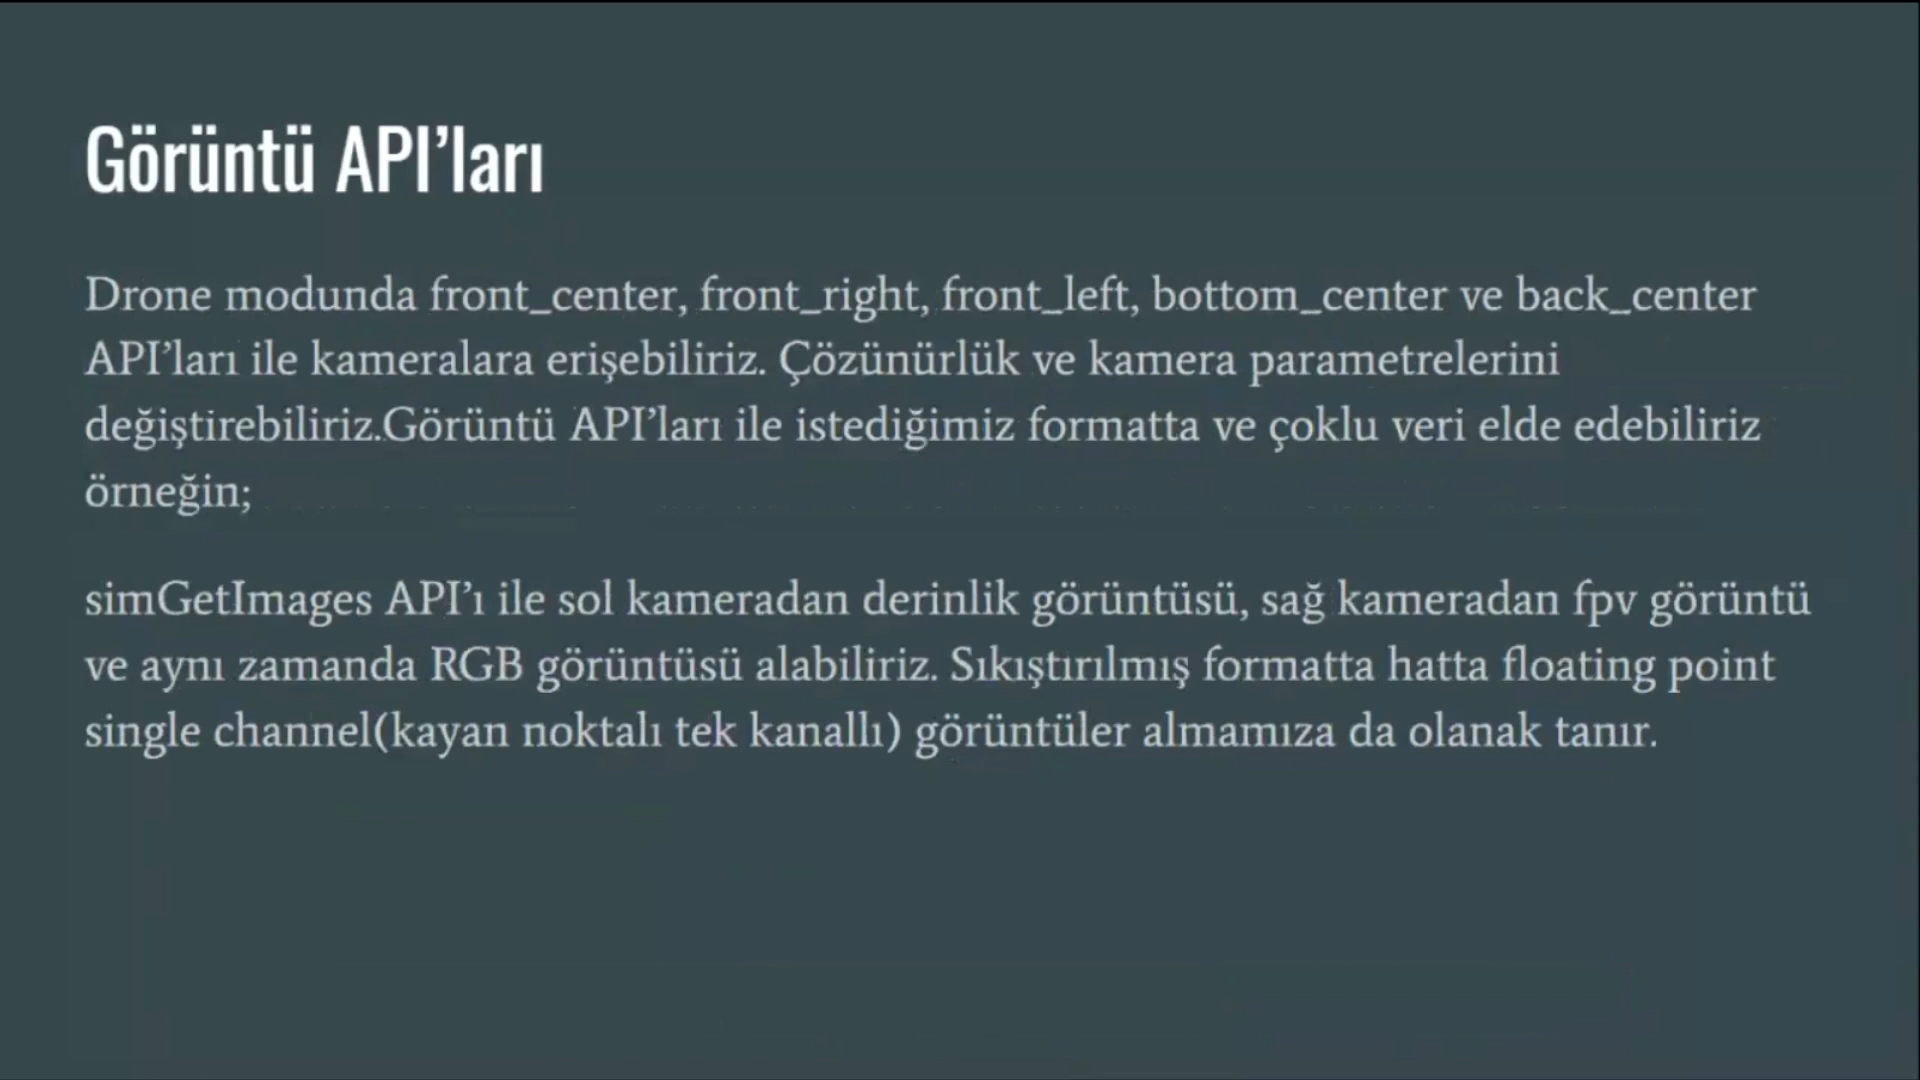 Görüntü API’ları
Drone modunda front_center, front_right, front_left, bottom_center ve back_center
API’ları ile kameralara erişebiliriz. Çözünürlük ve kamera parametrelerini
değiştirebiliriz.Görüntü API’ları ile istediğimiz formatta ve çoklu veri elde edebiliriz
örneğin;
simGetImages API’ı ile sol kameradan derinlik görüntüsü, sağ kameradan fpv görüntü
ve aynı zamanda RGB görüntüsü alabiliriz. Sıkıştırılmış formatta hatta floating point
single channel(kayan noktalı tek kanallı) görüntüler almamıza da olanak tanır.